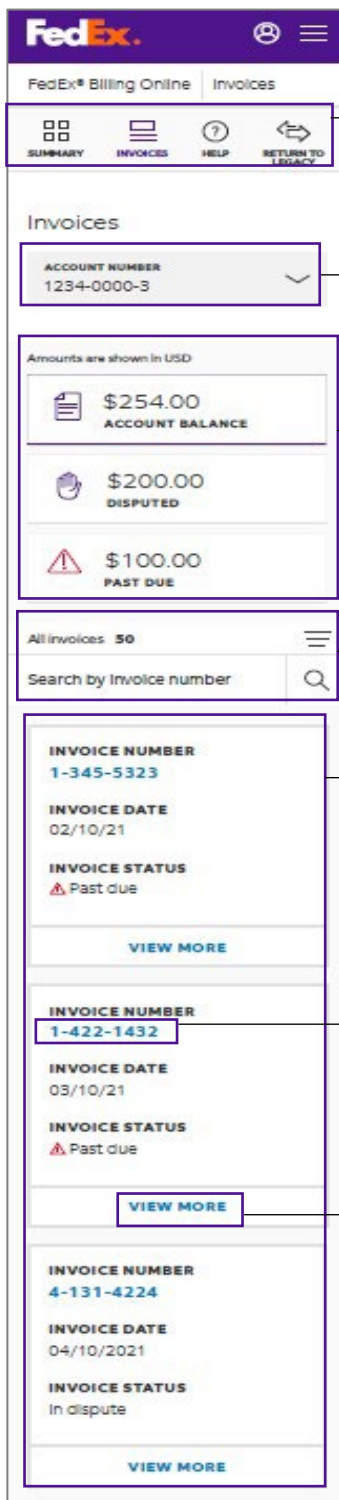 FedEx.
FedEx® Billing Online | Invoices
SUMMARY INVOICES HELP RETURN TO LEGACY
Invoices
ACCOUNT NUMBER
1234-0000-3
Amounts are shown in USD
$254.00
ACCOUNT BALANCE
$200.00
DISPUTED
$100.00
PAST DUE
All invoices 50
Search by invoice number
INVOICE NUMBER
1-345-5323
INVOICE DATE
02/10/21
INVOICE STATUS
Past due
VIEW MORE
INVOICE NUMBER
1-422-1432
INVOICE DATE
03/10/21
INVOICE STATUS
Past due
VIEW MORE
INVOICE NUMBER
4-131-4224
INVOICE DATE
04/10/2021
INVOICE STATUS
In dispute
VIEW MORE